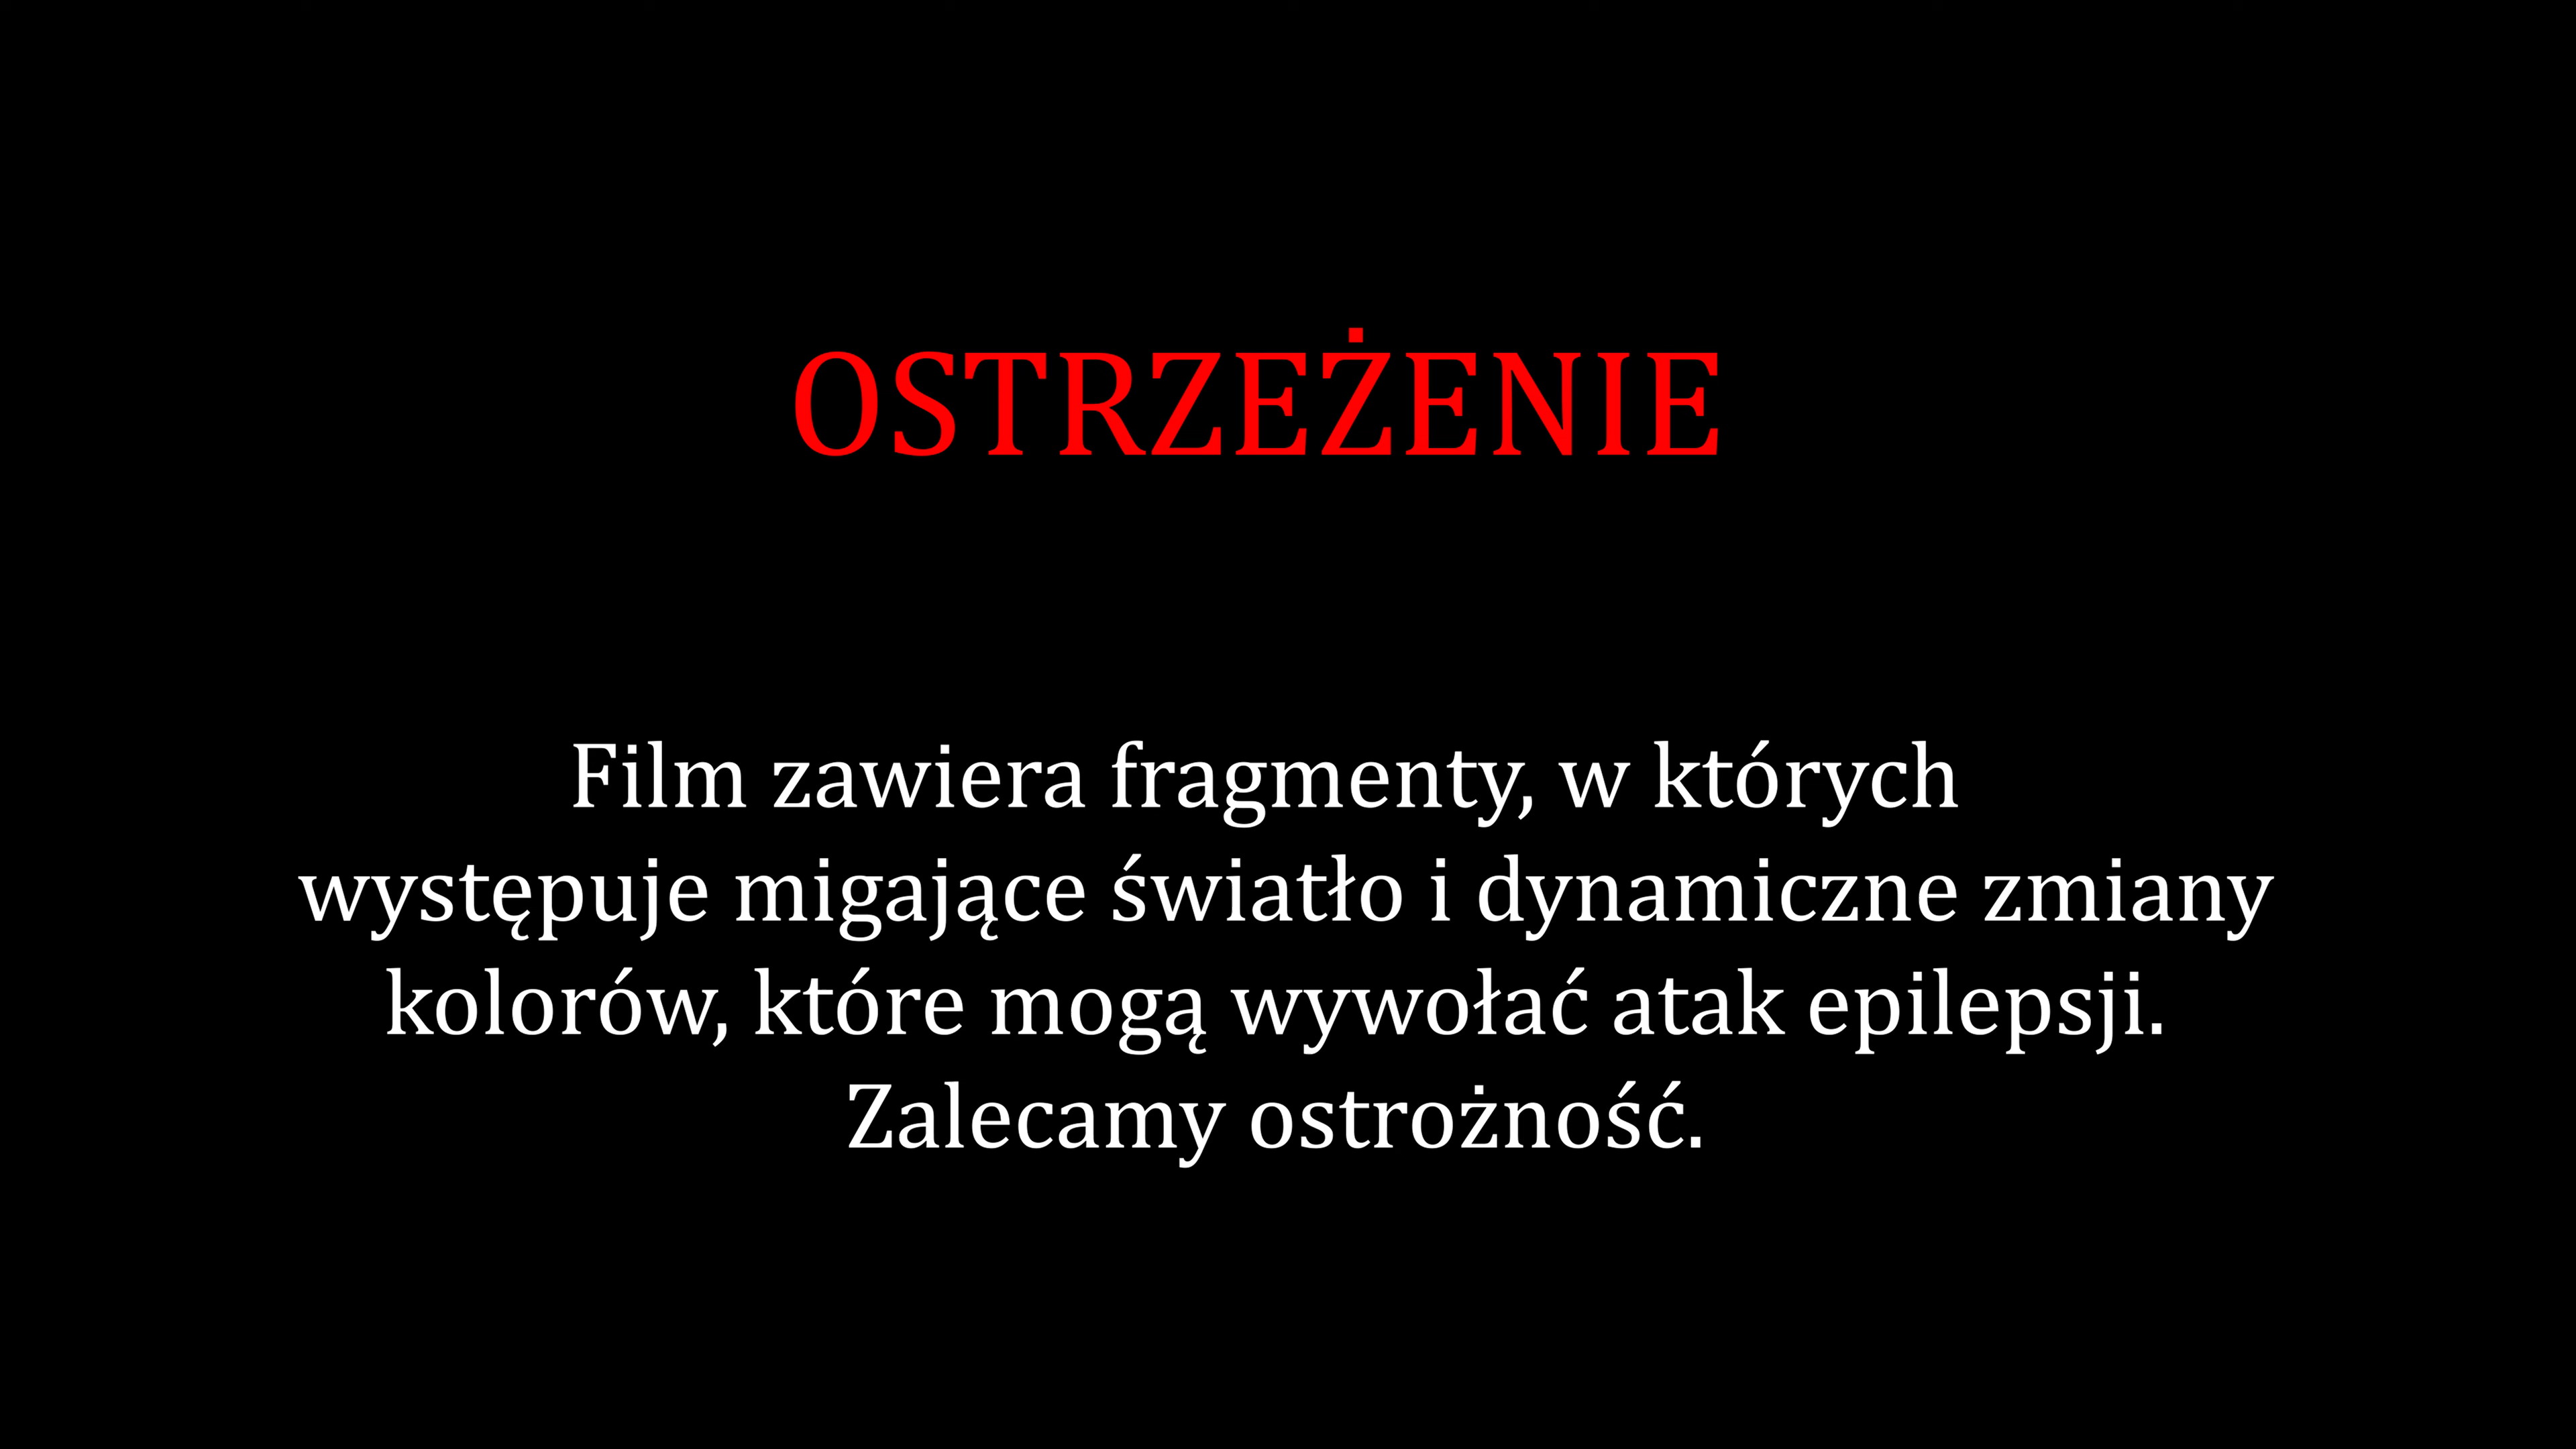 OSTRZEŻENIE
Film zawiera fragmenty, w których
występuje migające światło i dynamiczne zmiany
kolorów, które mogą wywołać atak epilepsji.
Zalecamy ostrożność.